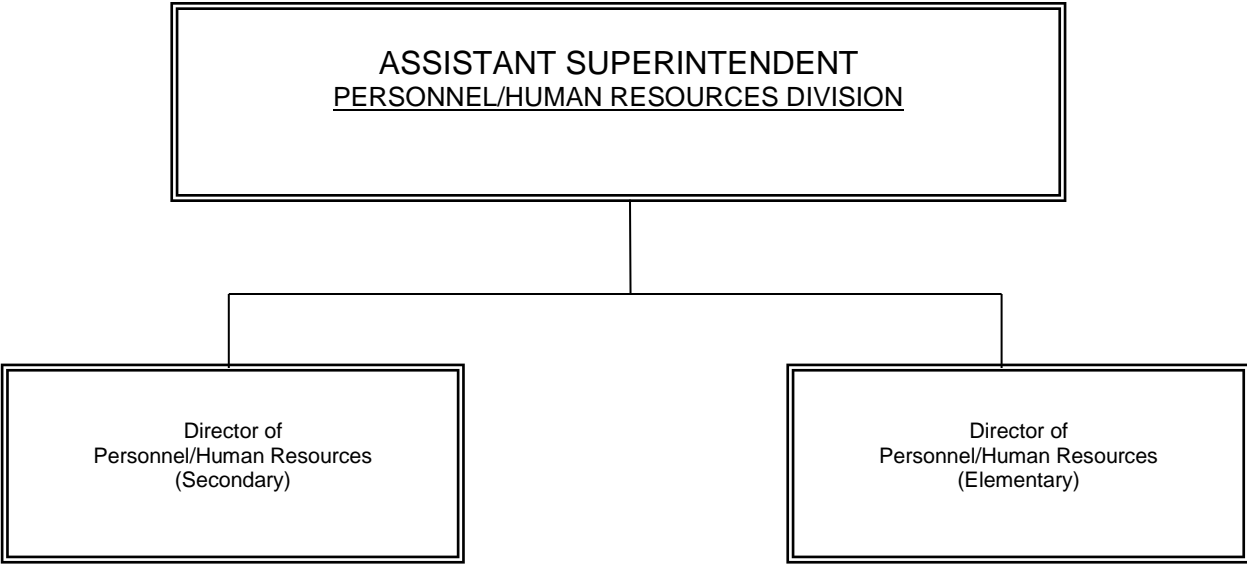 ASSISTANT SUPERINTENDENT
PERSONNEL/HUMAN RESOURCES DIVISION
Director of
Personnel/Human Resources
(Secondary)
Director of
Personnel/Human Resources
(Elementary)